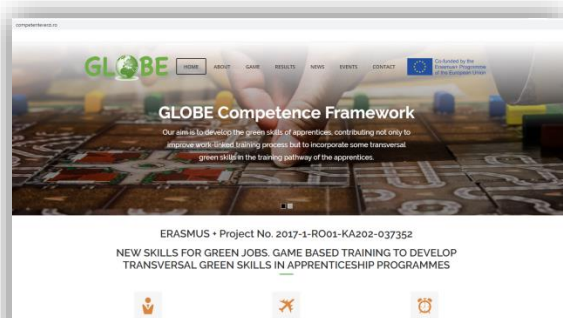 GLOBE
HOME ABOUT GAME RESULTS NEWS EVENTS CONTACT
Co-funded by the
Erasmus+ Programme
of the European Union
GLOBE Competence Framework
Our aim is to develop the green skills of apprentices, contributing not only to
improve work-linked training process but to incorporate some transversal
green skills in the training pathway of the apprentices.
ERASMUS + Project No. 2017-1-RO01-KA202-037352
NEW SKILLS FOR GREEN JOBS. GAME BASED TRAINING TO DEVELOP
TRANSVERSAL GREEN SKILLS IN APPRENTICESHIP PROGRAMMES